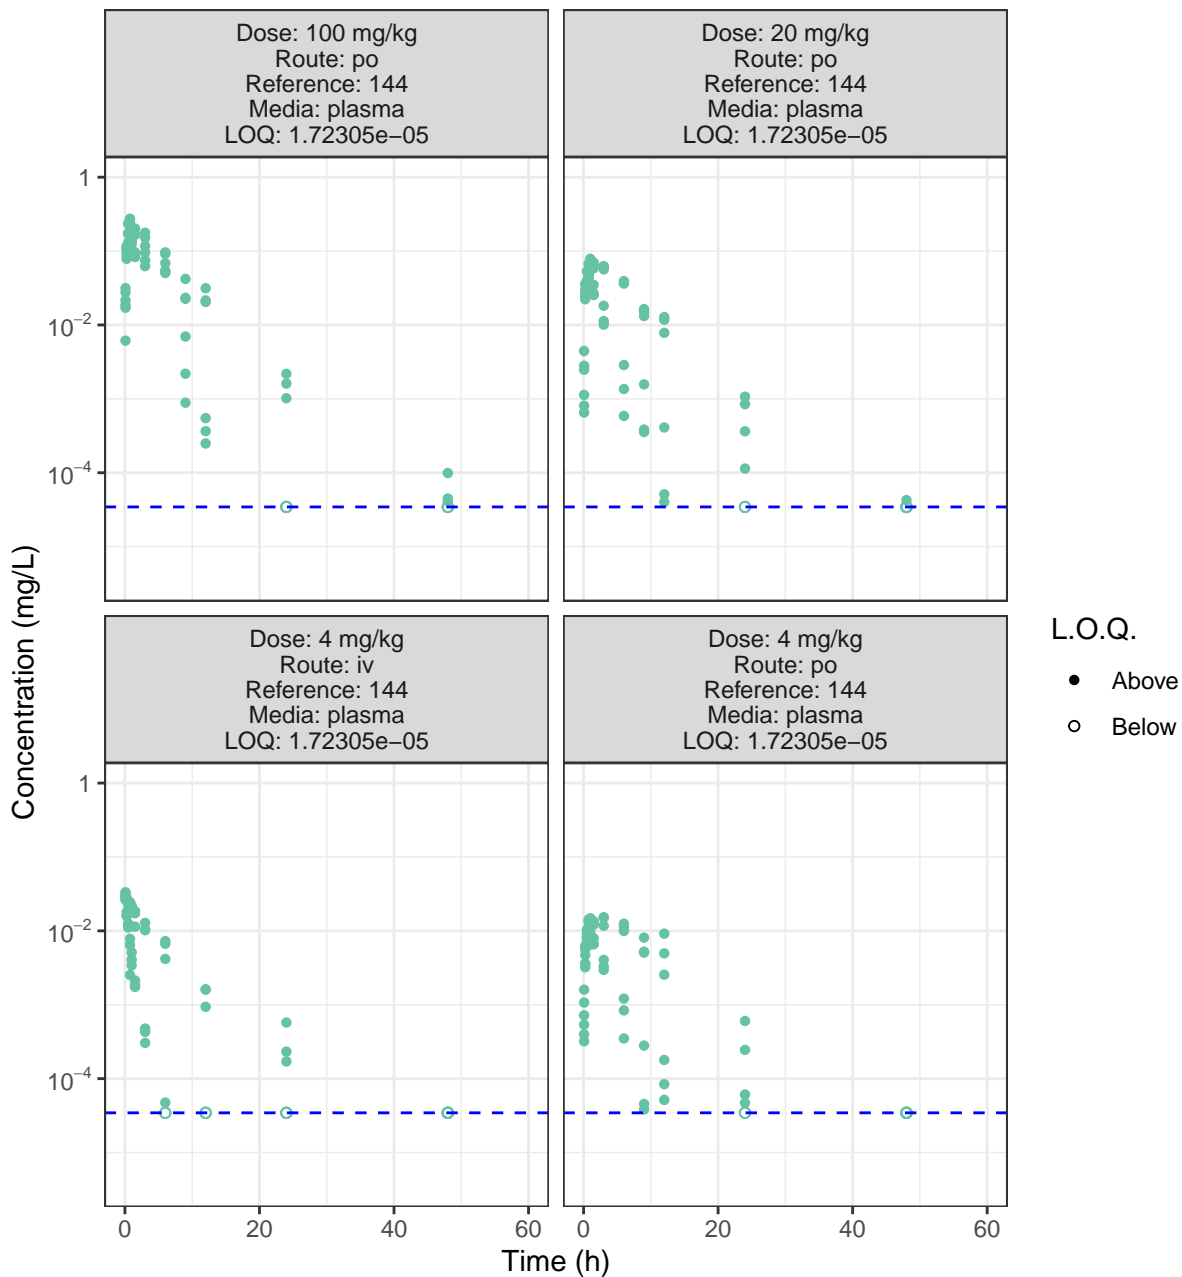 Dose: 100 mg/kg
Route: po
Reference: 144
Media: plasma
LOQ: 1.72305e−05
Dose: 20 mg/kg
Route: po
Reference: 144
Media: plasma
LOQ: 1.72305e−05
1
10⁻²
10⁻⁴
Dose: 4 mg/kg
Route: iv
Reference: 144
Media: plasma
LOQ: 1.72305e−05
Dose: 4 mg/kg
Route: po
Reference: 144
Media: plasma
LOQ: 1.72305e−05
1
10⁻²
10⁻⁴
0 20 40 60
0 20 40 60
Time (h)
Concentration (mg/L)
L.O.Q.
Above
Below